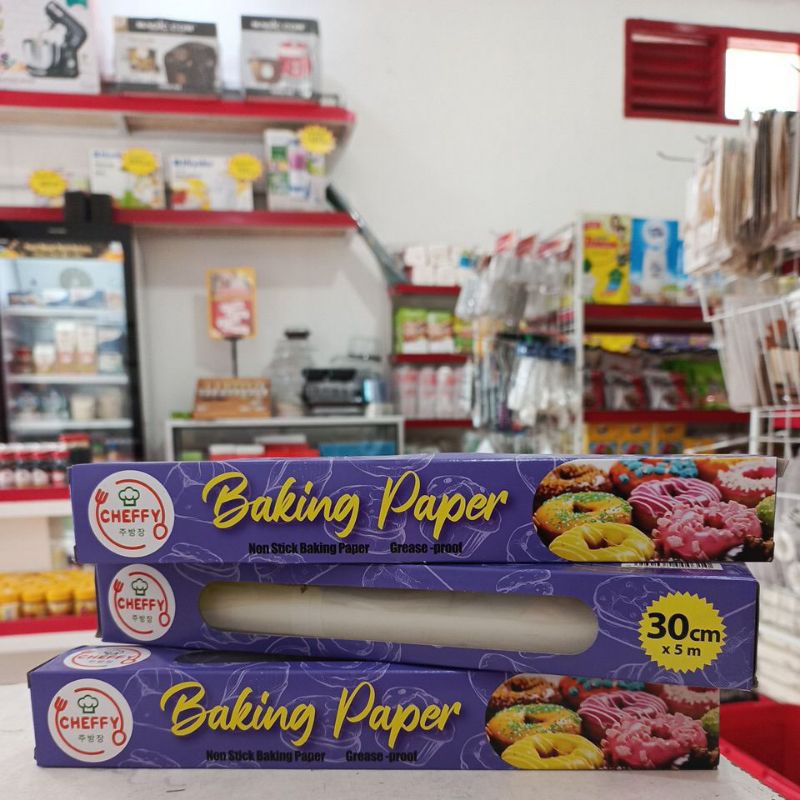 CHEFFY
주방장
Baking Paper
Non Stick Baking Paper Grease-proof
CHEFFY
주방장
30cm
x 5 m
CHEFFY
주방장
Baking Paper
Non Stick Baking Paper Grease-proof